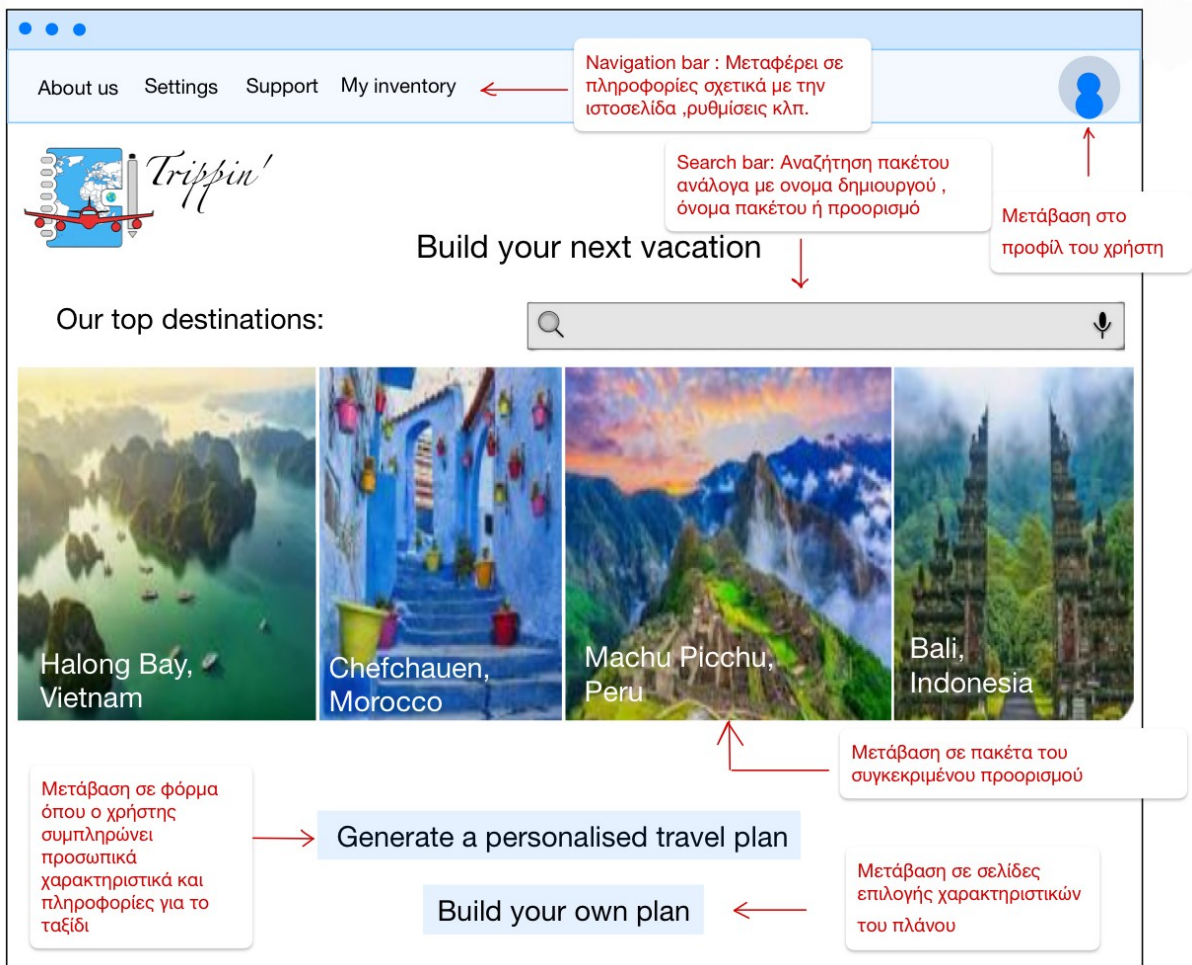 About us Settings Support My inventory
Navigation bar : Μεταφέρει σε
πληροφορίες σχετικά με την
ιστοσελίδα ,ρυθμίσεις κλπ.
Trippin'
Search bar: Αναζήτηση πακέτου
ανάλογα με ονομα δημιουργού ,
όνομα πακέτου ή προορισμό
Μετάβαση στο
προφίλ του χρήστη
Build your next vacation
Our top destinations:
Halong Bay,
Vietnam
Chefchauen,
Morocco
Machu Picchu,
Peru
Bali,
Indonesia
Μετάβαση σε πακέτα του
συγκεκριμένου προορισμού
Μετάβαση σε φόρμα
όπου ο χρήστης
συμπληρώνει
προσωπικά
χαρακτηριστικά και
πληροφορίες για το
ταξίδι
Generate a personalised travel plan
Build your own plan
Μετάβαση σε σελίδες
επιλογής χαρακτηριστικών
του πλάνου